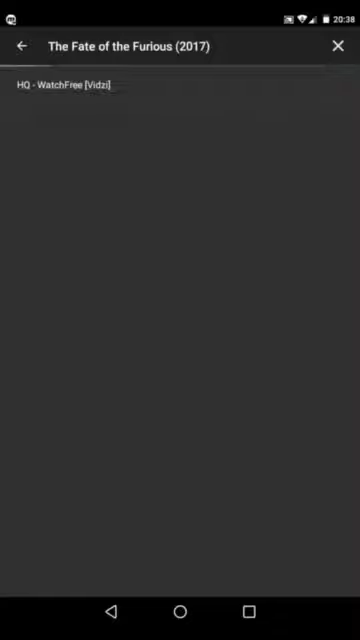 20:38
The Fate of the Furious (2017)
HQ - WatchFree [Vidzi]